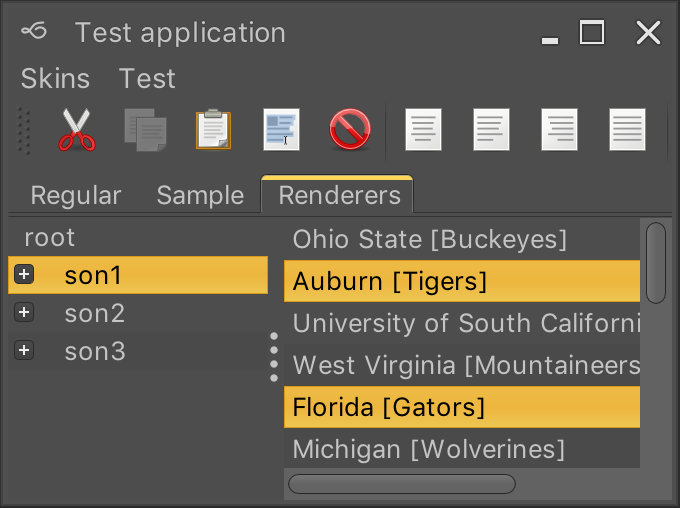 Test application
Skins Test
Regular Sample Renderers
root
son1
son2
son3
Ohio State [Buckeyes]
Auburn [Tigers]
University of South Californi
West Virginia [Mountaineers
Florida [Gators]
Michigan [Wolverines]